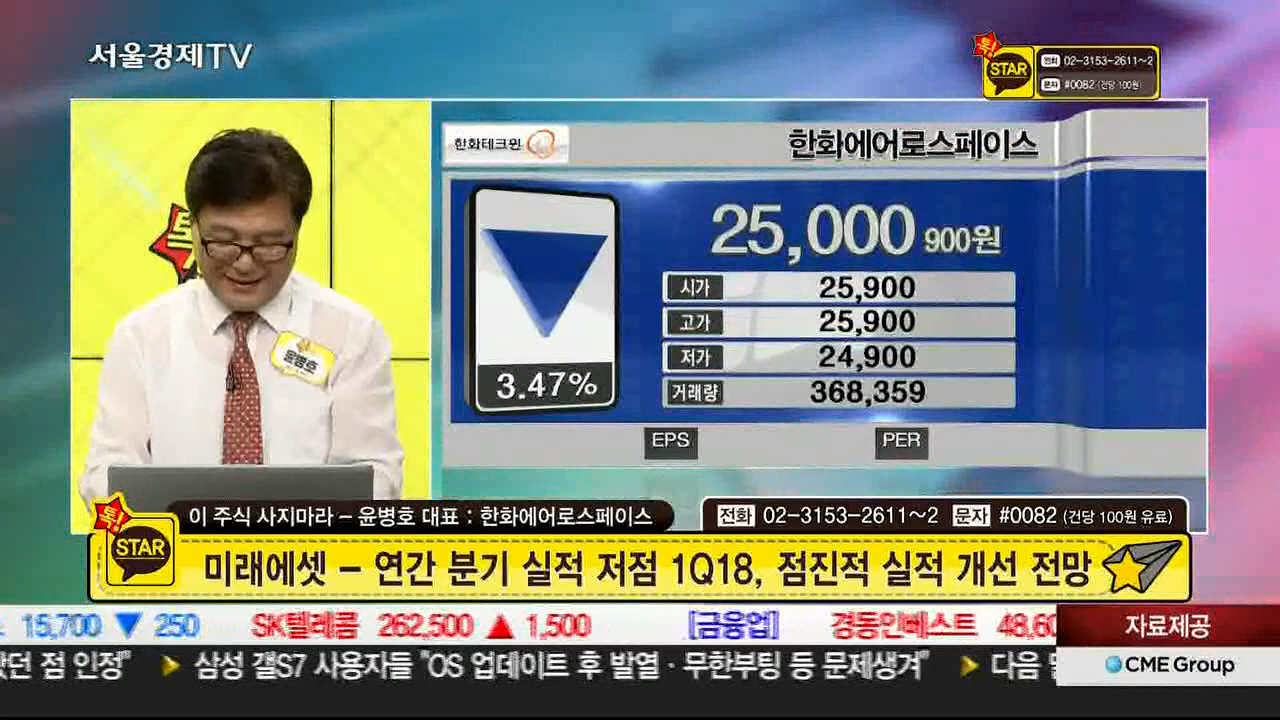 서울경제TV
톡!
STAR
전화 02-3153-2611~2
문자 #0082 (건당 100원)
한화테크윈
한화에어로스페이스
25,000 900원
시가 25,900
고가 25,900
저가 24,900
거래량 368,359
3.47%
EPS
PER
윤병호
이 주식 사지마라 - 윤병호 대표 : 한화에어로스페이스
전화 02-3153-2611~2 문자 #0082 (건당 100원 유료)
톡!
STAR
미래에셋 - 연간 분기 실적 저점 1Q18, 점진적 실적 개선 전망
15,700 ▼ 250 SK텔레콤 262,500 ▲ 1,500 [금융업] 경동인베스트 48,60
자료제공
던 점 인정" 삼성 갤S7 사용자들 "OS 업데이트 후 발열·무한부팅 등 문제생겨" 다음
CME Group